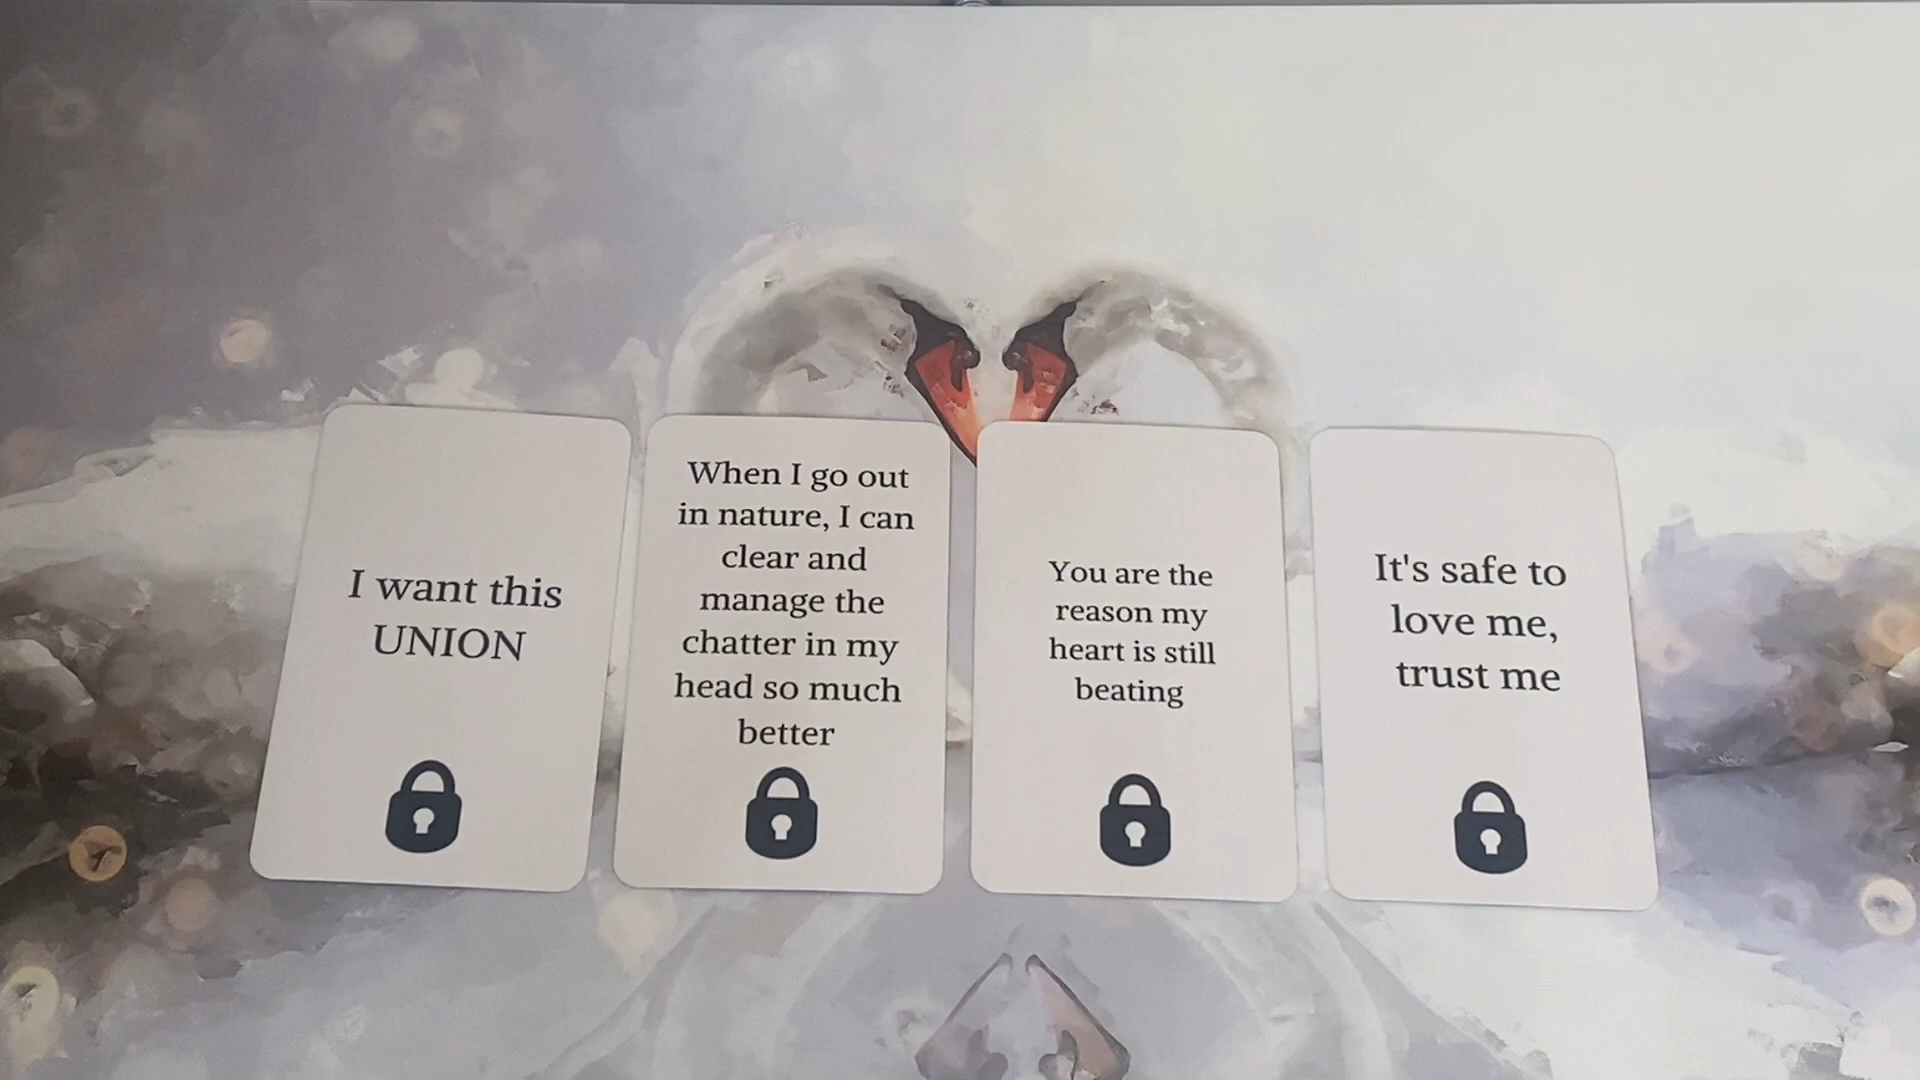 I want this
UNION
When I go out
in nature, I can
clear and
manage the
chatter in my
head so much
better
You are the
reason my
heart is still
beating
It's safe to
love me,
trust me